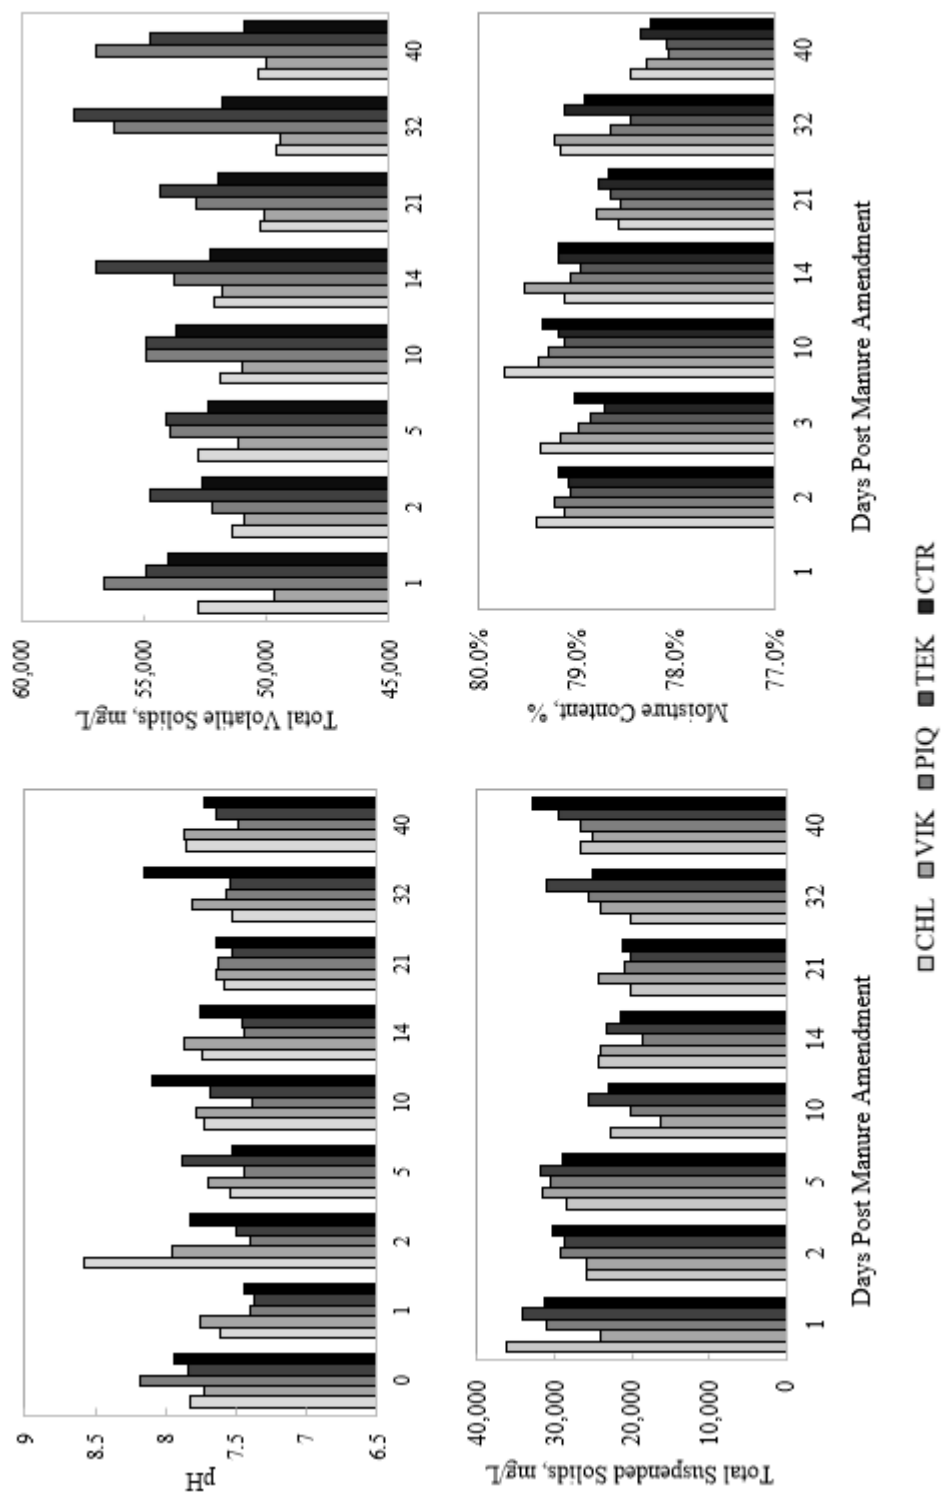 9
8.5
8
7.5
7
6.5
pH
0 1 2 5 10 14 21 32 40
60,000
55,000
50,000
45,000
Total Volatile Solids, mg/L
1 2 5 10 14 21 32 40
40,000
30,000
20,000
10,000
0
Total Suspended Solids, mg/L
1 2 5 10 14 21 32 40
Days Post Manure Amendment
80.0%
79.0%
78.0%
77.0%
Moisture Content, %
1 2 3 10 14 21 32 40
Days Post Manure Amendment
CHL VIK PIQ TEK CTR